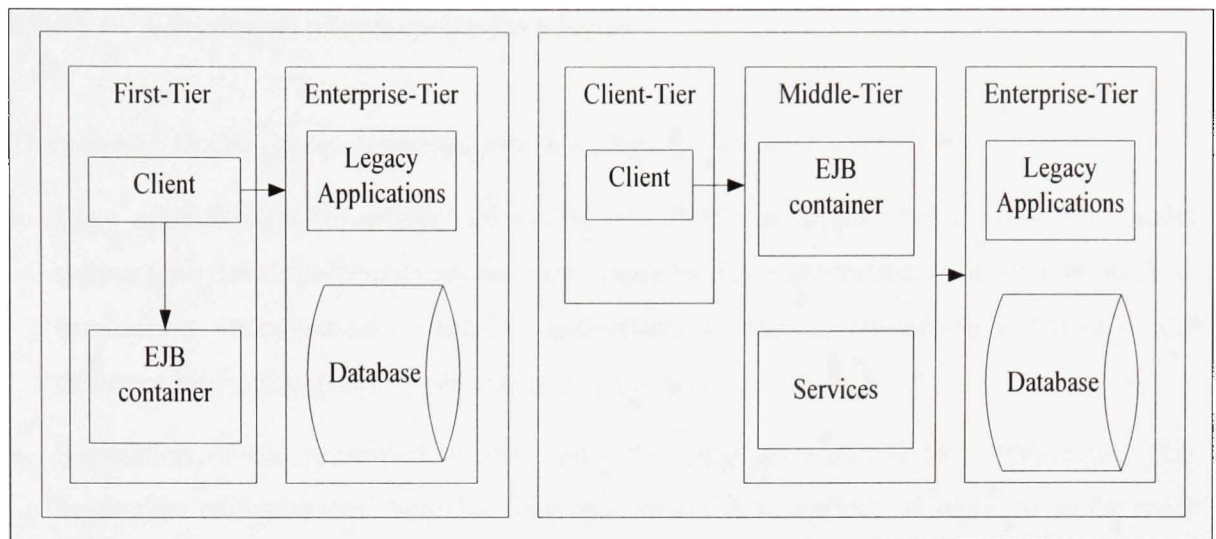 First-Tier
Client
EJB
container
Enterprise-Tier
Legacy
Applications
Database
Client-Tier
Client
Middle-Tier
EJB
container
Services
Enterprise-Tier
Legacy
Applications
Database